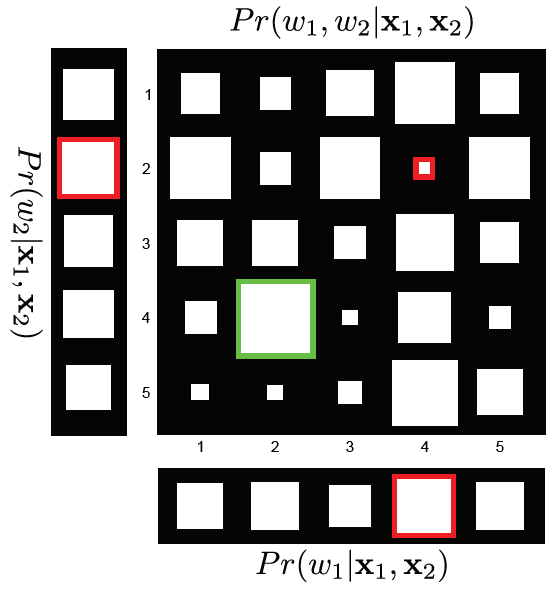 Pr(w₁, w₂|𝐱₁, 𝐱₂)
Pr(w₂|𝐱₁, 𝐱₂)
1
2
3
4
5
1 2 3 4 5
Pr(w₁|𝐱₁, 𝐱₂)